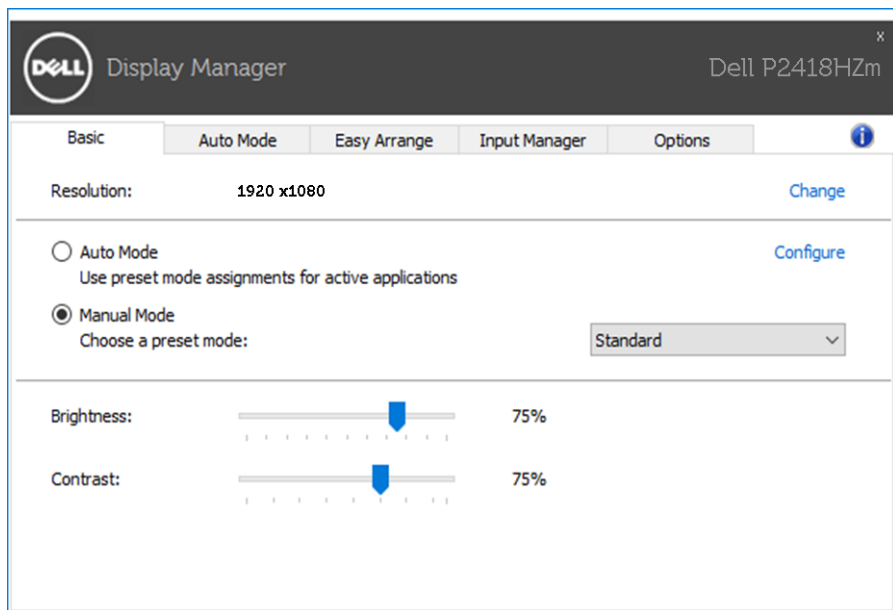 DELL Display Manager
x
Dell P2418HZm
Basic Auto Mode Easy Arrange Input Manager Options i
Resolution: 1920 x1080 Change
Auto Mode Configure
Use preset mode assignments for active applications
Manual Mode
Choose a preset mode: Standard
Brightness: 75%
Contrast: 75%